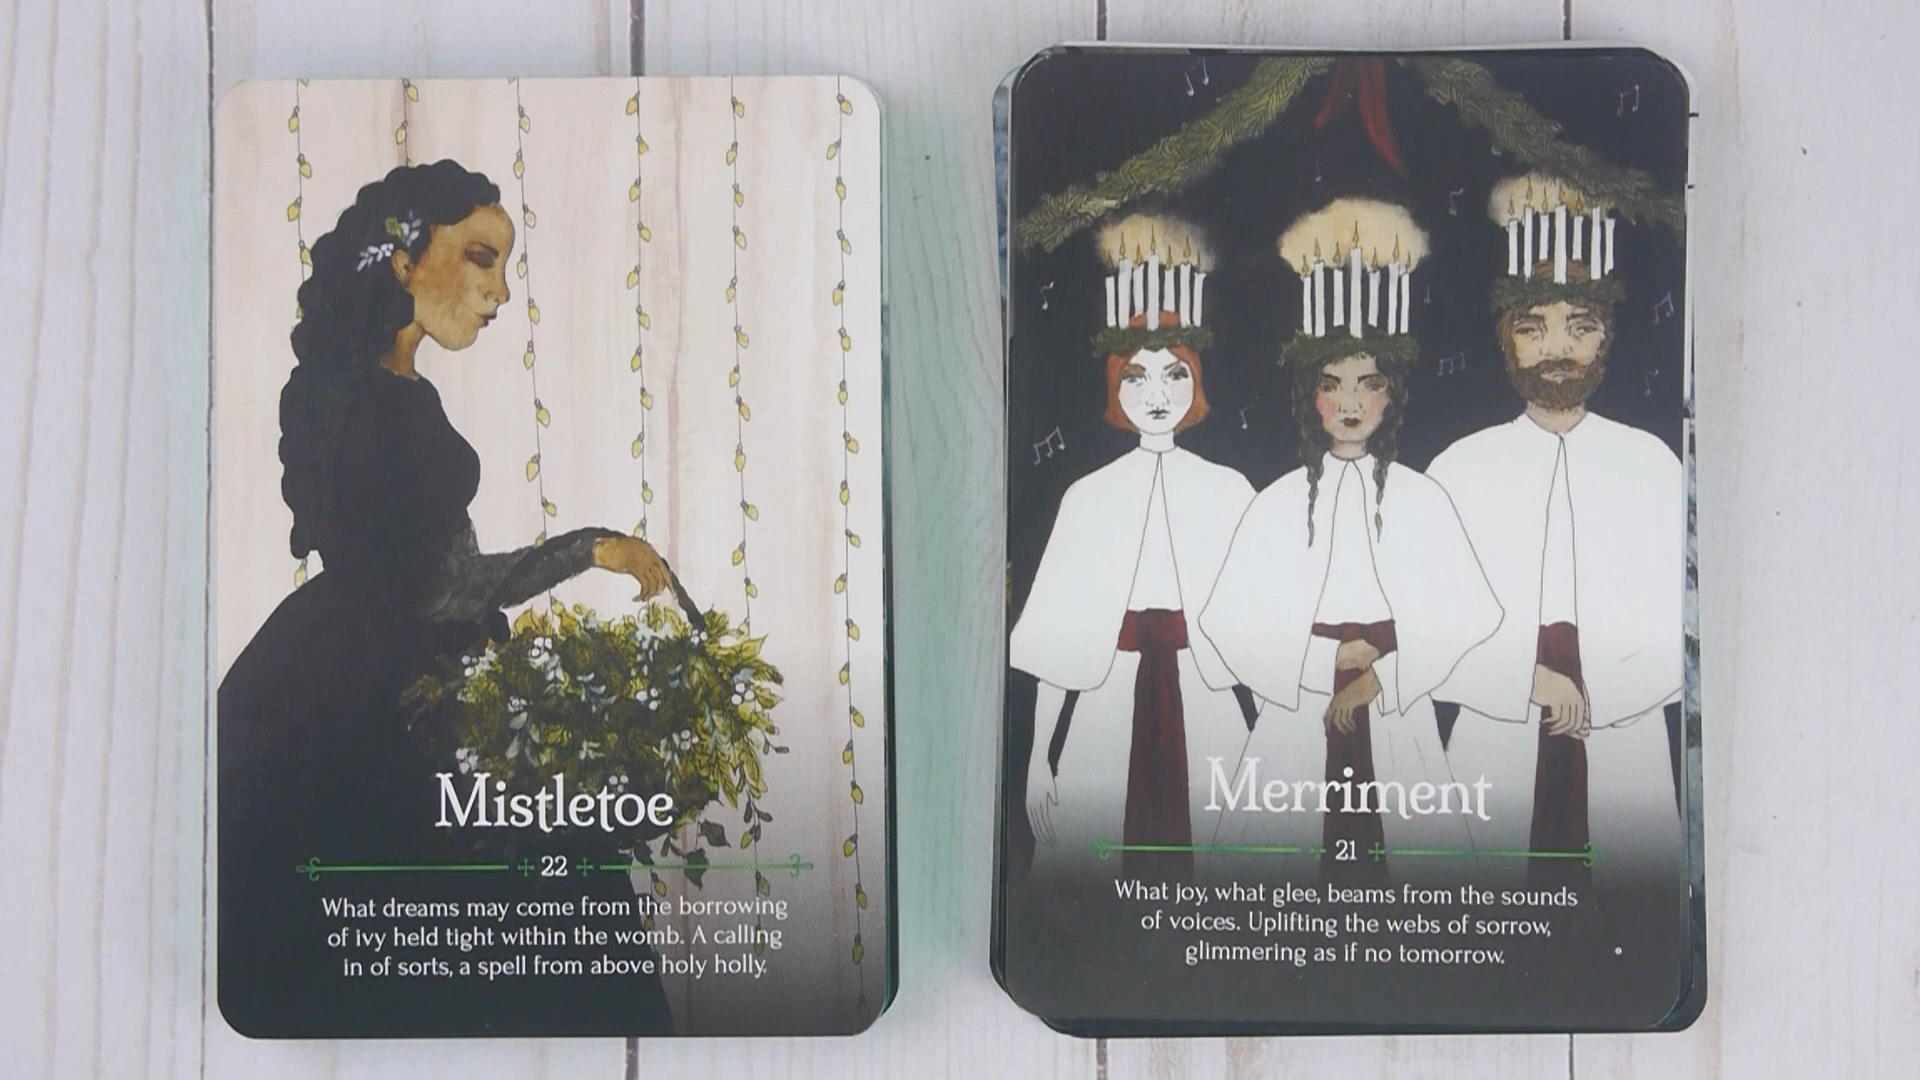 Mistletoe
22
What dreams may come from the borrowing
of ivy held tight within the womb. A calling
in of sorts, a spell from above holy holly.
Merriment
21
What joy, what glee, beams from the sounds
of voices. Uplifting the webs of sorrow,
glimmering as if no tomorrow.